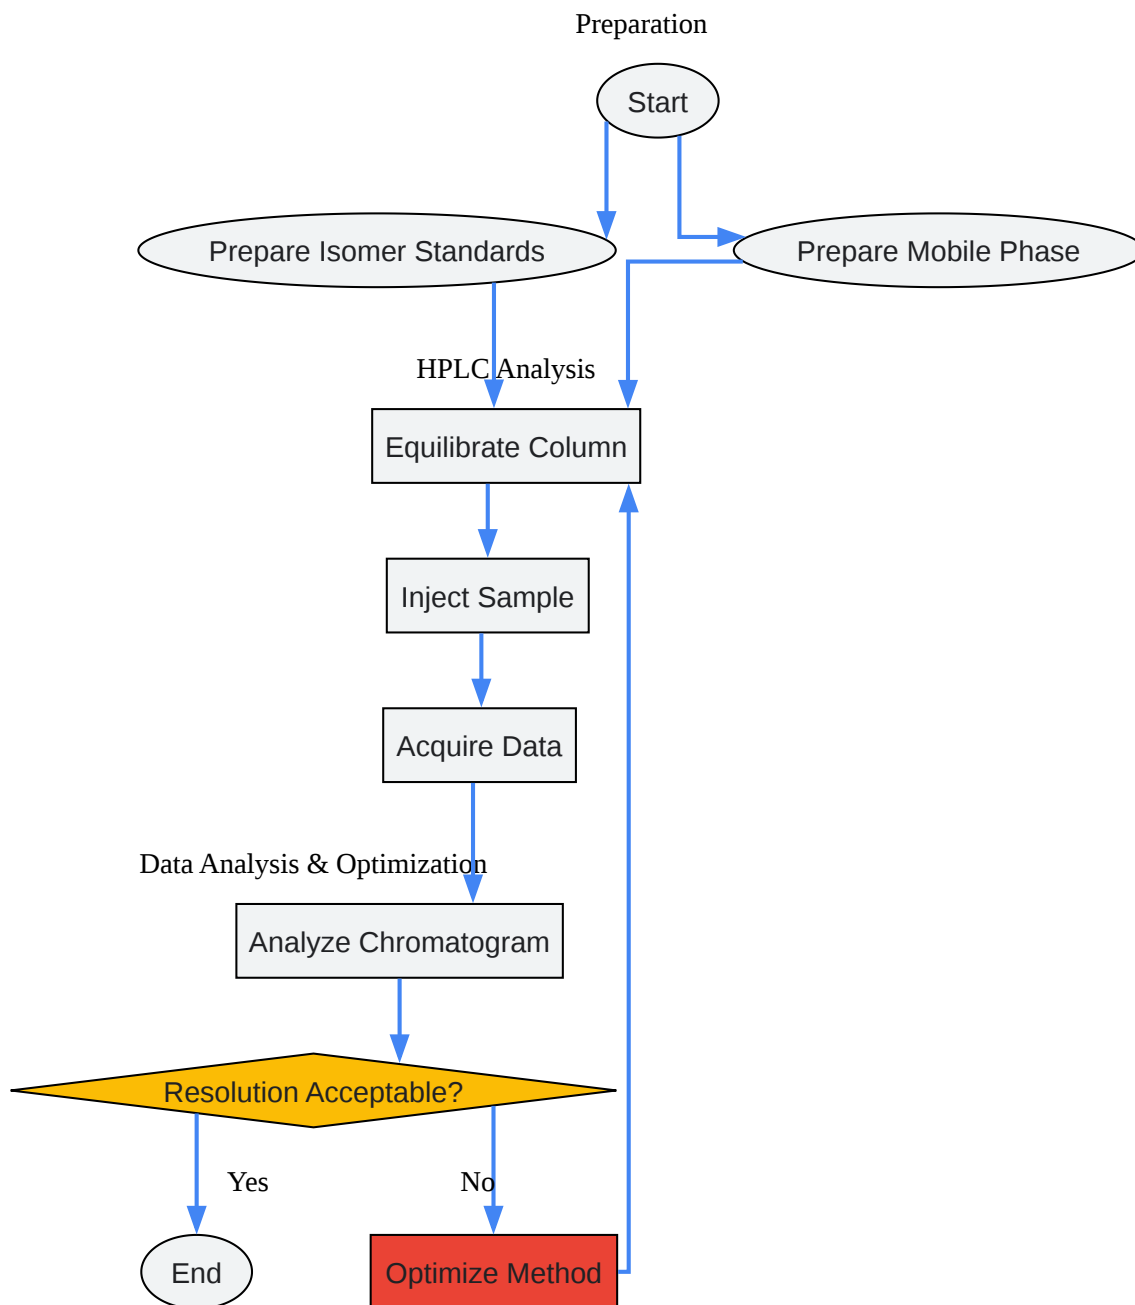 Preparation
Start
Prepare Isomer Standards
Prepare Mobile Phase
HPLC Analysis
Equilibrate Column
Inject Sample
Acquire Data
Data Analysis & Optimization
Analyze Chromatogram
Resolution Acceptable?
Yes
No
End
Optimize Method